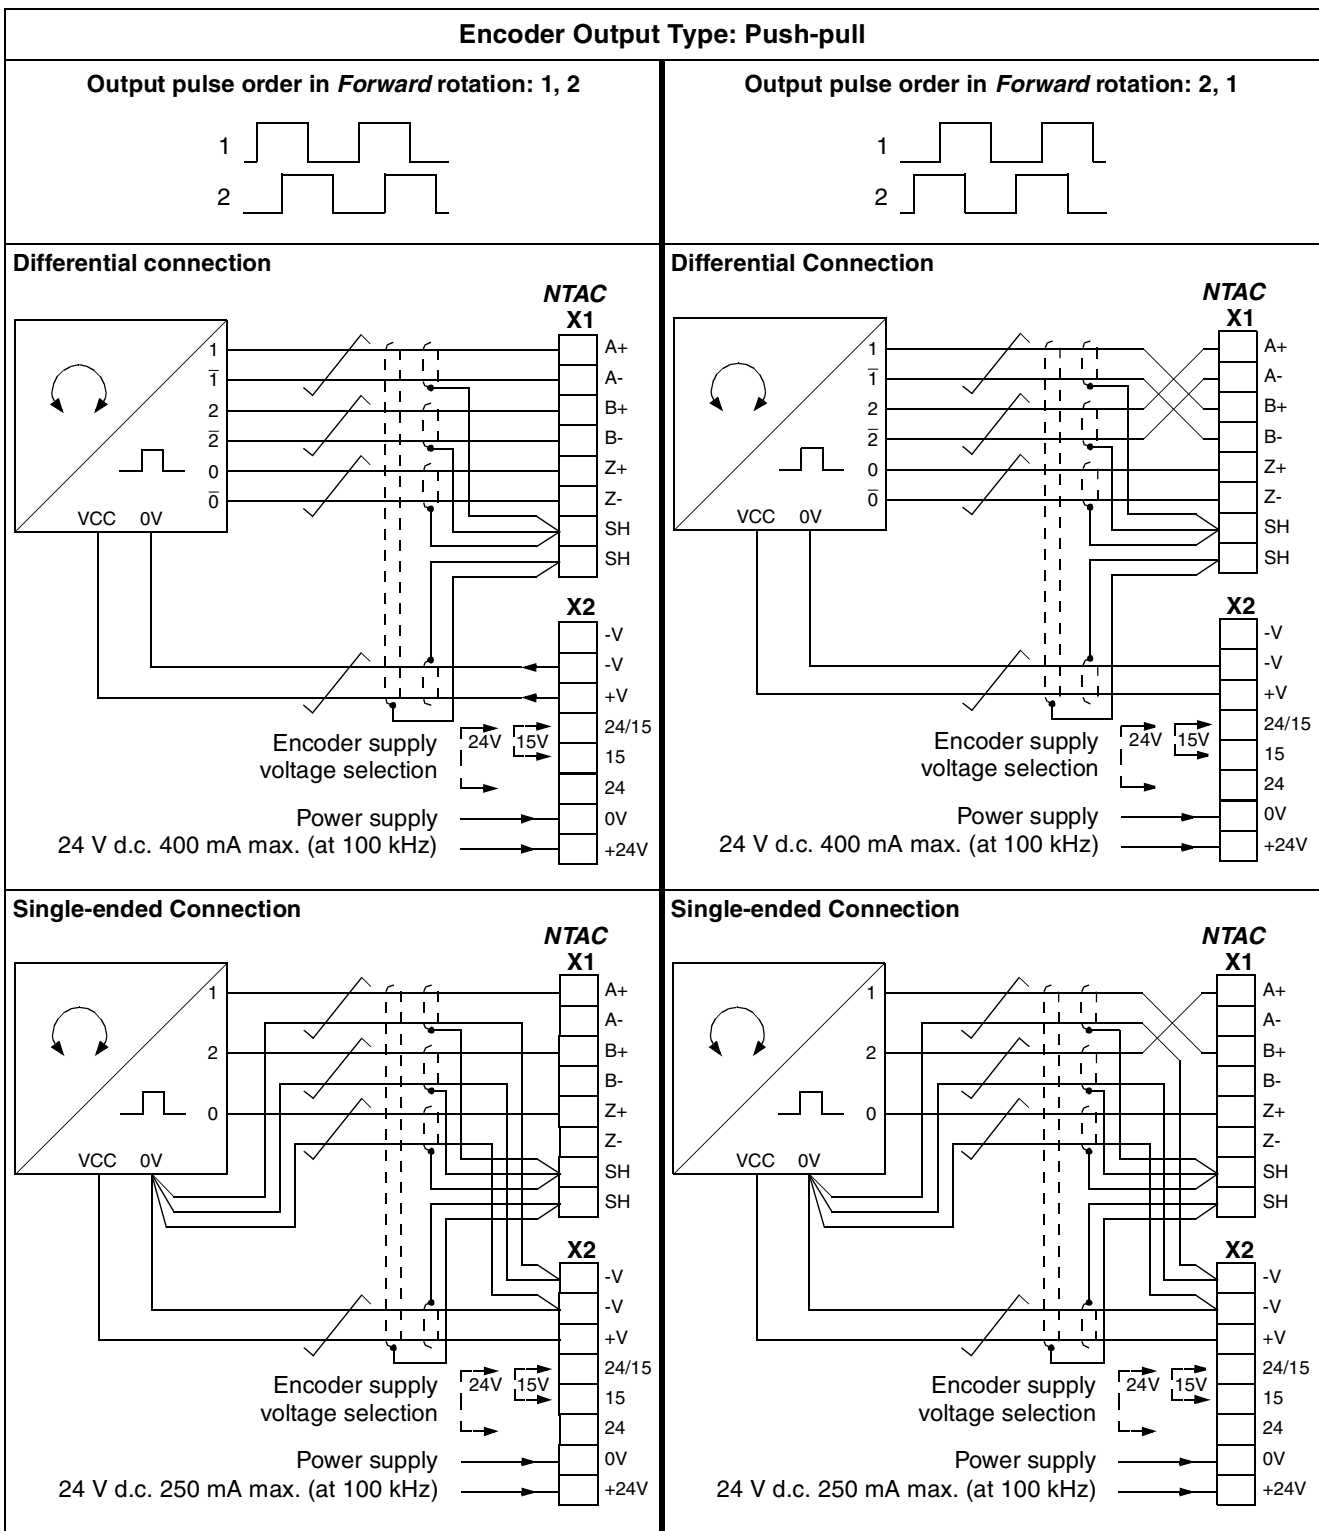 Encoder Output Type: Push-pull
Output pulse order in Forward rotation: 1, 2
1
2
Output pulse order in Forward rotation: 2, 1
1
2
Differential connection
NTAC
X1
1
1̅
2
2̅
0
0̅
VCC 0V
A+
A-
B+
B-
Z+
Z-
SH
SH
X2
-V
-V
+V
24/15
15
24
0V
+24V
Encoder supply
voltage selection
24V 15V
Power supply
24 V d.c. 400 mA max. (at 100 kHz)
Differential Connection
NTAC
X1
1
1̅
2
2̅
0
0̅
VCC 0V
A+
A-
B+
B-
Z+
Z-
SH
SH
X2
-V
-V
+V
24/15
15
24
0V
+24V
Encoder supply
voltage selection
24V 15V
Power supply
24 V d.c. 400 mA max. (at 100 kHz)
Single-ended Connection
NTAC
X1
1
2
0
VCC 0V
A+
A-
B+
B-
Z+
Z-
SH
SH
X2
-V
-V
+V
24/15
15
24
0V
+24V
Encoder supply
voltage selection
24V 15V
Power supply
24 V d.c. 250 mA max. (at 100 kHz)
Single-ended Connection
NTAC
X1
1
2
0
VCC 0V
A+
A-
B+
B-
Z+
Z-
SH
SH
X2
-V
-V
+V
24/15
15
24
0V
+24V
Encoder supply
voltage selection
24V 15V
Power supply
24 V d.c. 250 mA max. (at 100 kHz)